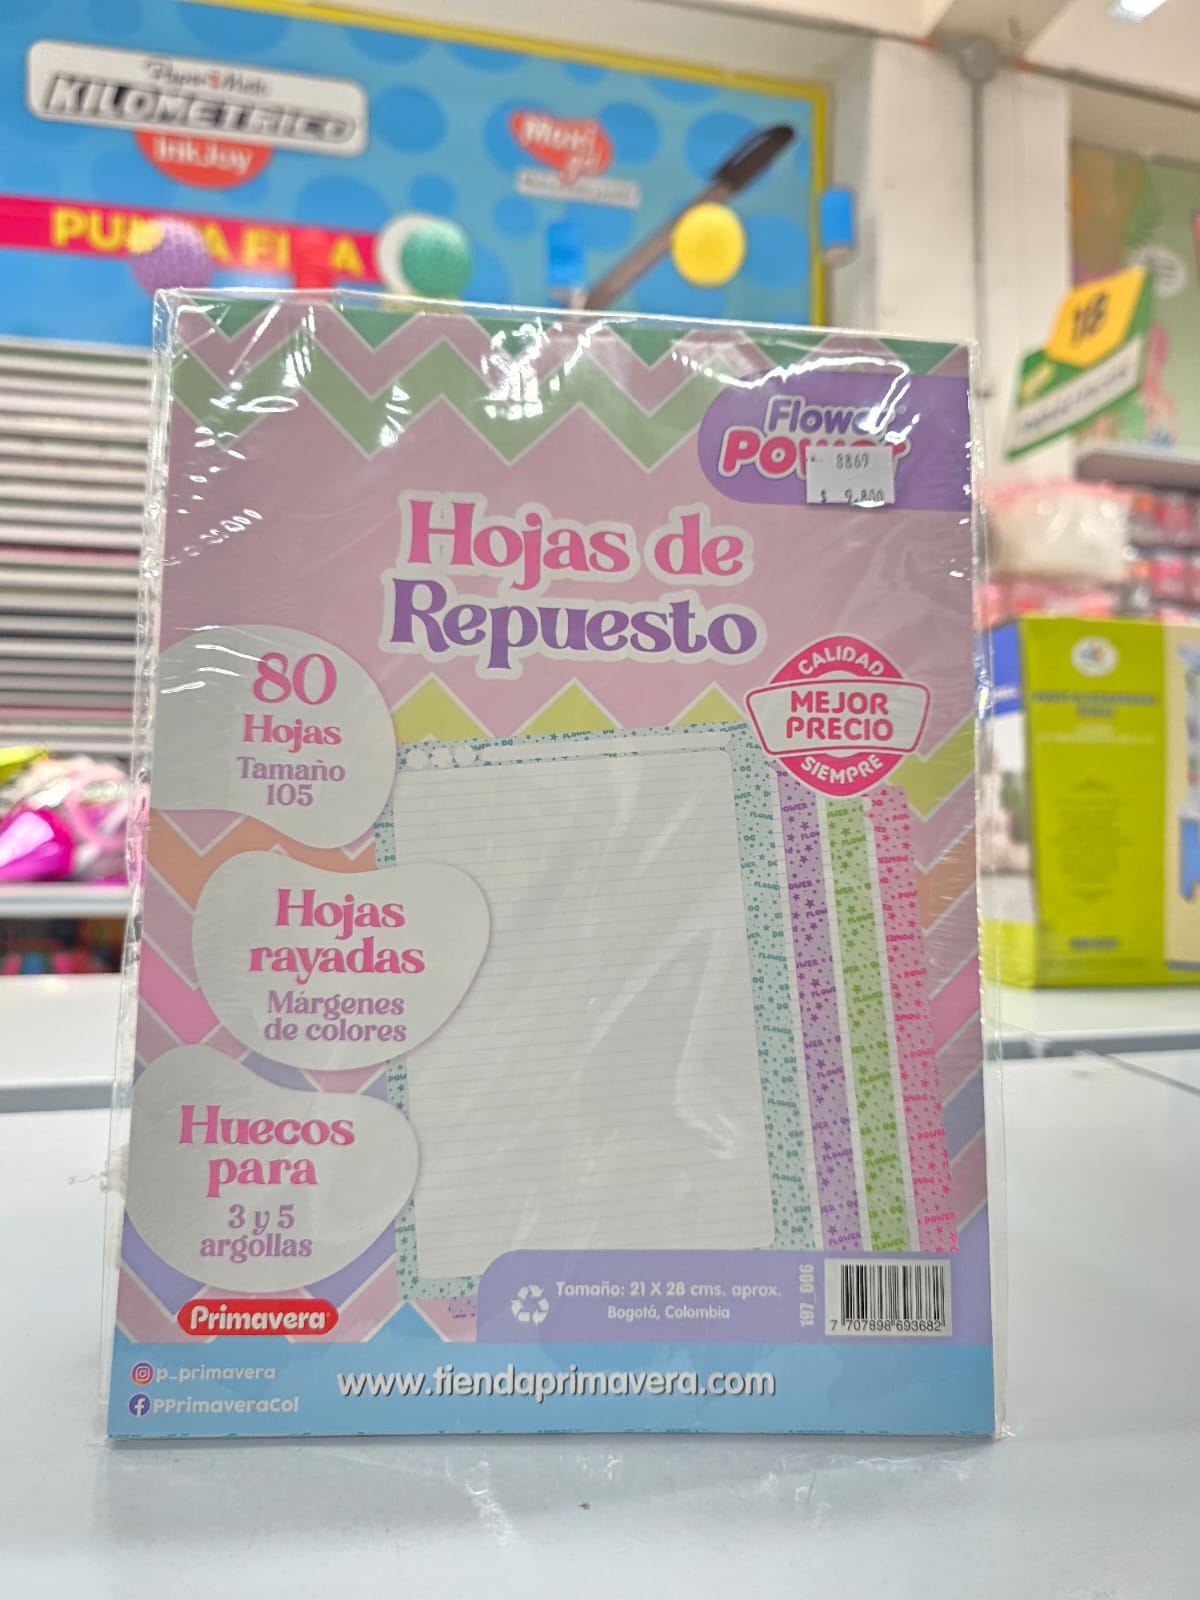 Paper Mate
KILOMETRICO
InkJoy
Flower
Power
8869
$ 9.800
Hojas de
Repuesto
80
Hojas
Tamaño
105
CALIDAD
MEJOR
PRECIO
SIEMPRE
Hojas
rayadas
Márgenes
de colores
Huecos
para
3 y 5
argollas
Primavera
Tamaño: 21 X 28 cms. aprox.
Bogotá, Colombia
197_006
7 707898 693682
p_primavera
PPrimaveraCol
www.tiendaprimavera.com